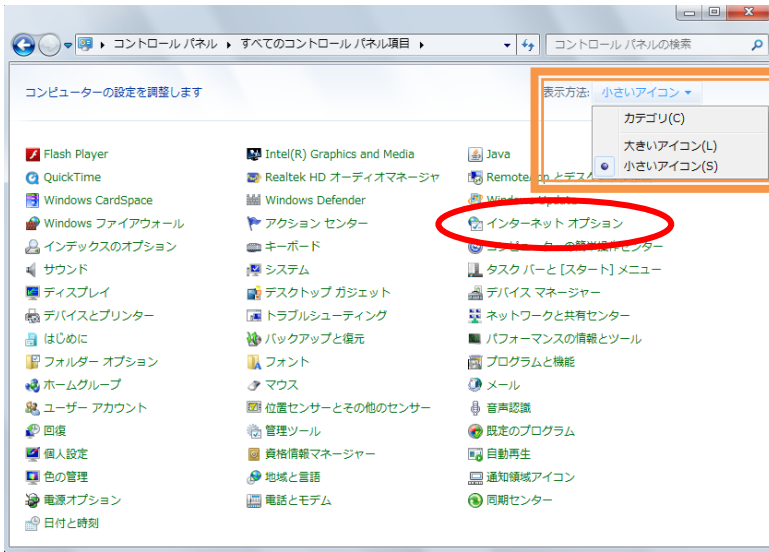 コントロール パネル ▸ すべてのコントロール パネル項目 ▸
コントロール パネルの検索
コンピューターの設定を調整します
表示方法: 小さいアイコン
カテゴリ(C)
大きいアイコン(L)
小さいアイコン(S)
Flash Player
Intel(R) Graphics and Media
Java
QuickTime
Realtek HD オーディオマネージャ
Windows CardSpace
Windows Defender
Windows Update
Windows ファイアウォール
アクション センター
インターネット オプション
インデックスのオプション
キーボード
コンピューターの簡単操作センター
サウンド
システム
タスク バーと [スタート] メニュー
ディスプレイ
デスクトップ ガジェット
デバイス マネージャー
デバイスとプリンター
トラブルシューティング
ネットワークと共有センター
はじめに
バックアップと復元
パフォーマンスの情報とツール
フォルダー オプション
フォント
プログラムと機能
ホームグループ
マウス
メール
ユーザー アカウント
位置センサーとその他のセンサー
音声認識
回復
管理ツール
既定のプログラム
個人設定
資格情報マネージャー
自動再生
色の管理
地域と言語
通知領域アイコン
電源オプション
電話とモデム
同期センター
日付と時刻